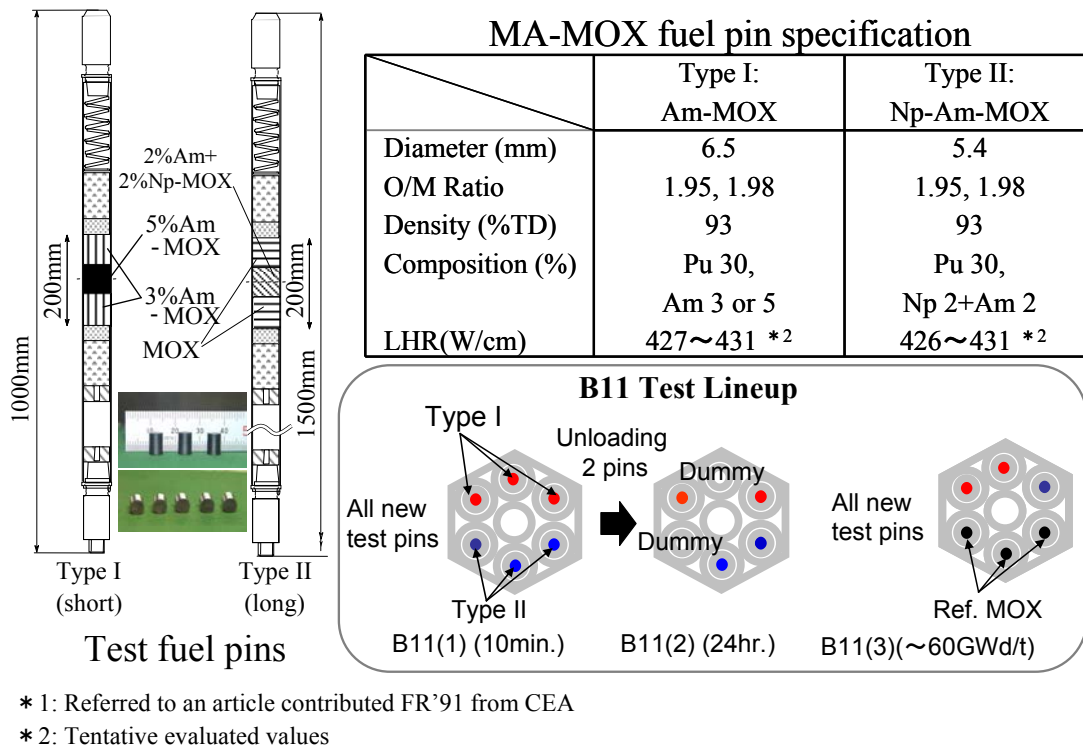 MA-MOX fuel pin specification
Type I:
Am-MOX
Type II:
Np-Am-MOX
Diameter (mm) 6.5 5.4
O/M Ratio 1.95, 1.98 1.95, 1.98
Density (%TD) 93 93
Composition (%) Pu 30, Pu 30,
Am 3 or 5 Np 2+Am 2
LHR(W/cm) 427~431 *2 426~431 *2
2%Am+
2%Np-MOX
5%Am
- MOX
3%Am
- MOX
MOX
200mm
200mm
1000mm
1500mm
10 20 30 40
Type I
(short)
Type II
(long)
Test fuel pins
B11 Test Lineup
Type I
Unloading
2 pins
Dummy
All new
test pins
Dummy
All new
test pins
Type II
Ref. MOX
B11(1) (10min.)
B11(2) (24hr.)
B11(3)(~60GWd/t)
*1: Referred to an article contributed FR’91 from CEA
*2: Tentative evaluated values